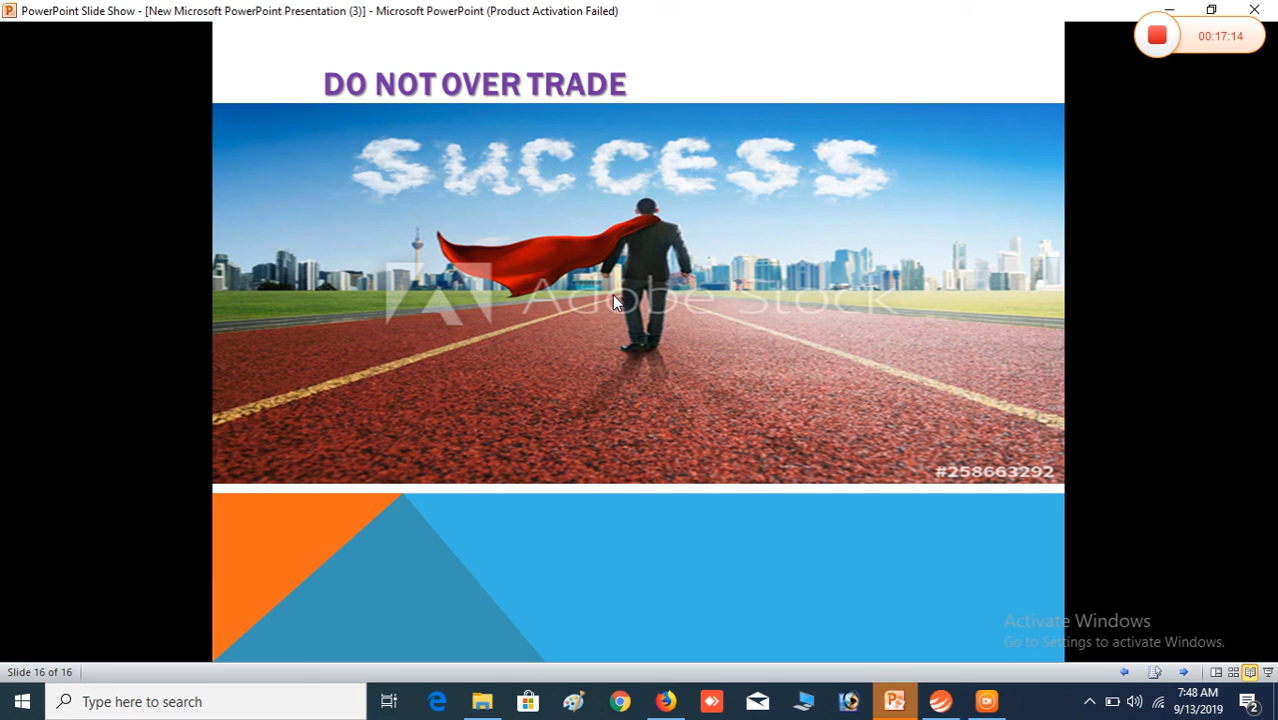 PowerPoint Slide Show - [New Microsoft PowerPoint Presentation (3)] - Microsoft PowerPoint (Product Activation Failed)
00:17:14
DO NOT OVER TRADE
SUCCESS
Adobe Stock
#258663292
Activate Windows
Go to Settings to activate Windows.
Slide 16 of 16
Type here to search
7:48 AM
9/13/2019
2